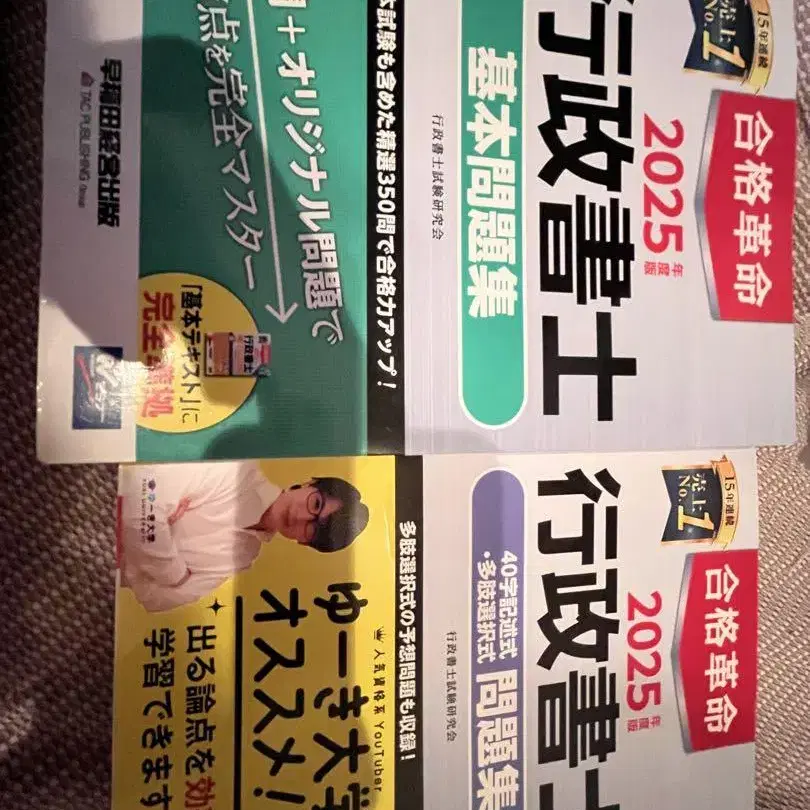 15年連続
売上
No.1
合格革命
2025年度版
行政書士
基本問題集
行政書士試験研究会
試験も含めた精選350問で合格力アップ!
+オリジナル問題で
点を完全マスター
「基本テキスト」に
完全準拠
行政書士
早稲田経営出版
TAC PUBLISHING Group
15年連続
売上
No.1
合格革命
2025年度版
行政書士
40字記述式
・多肢選択式
問題集
行政書士試験研究会
多肢選択式の予想問題も収録!
人気資格系YouTuber
ゆーき大学
オススメ!
出る論点を効
学習できます
ゆーき大学